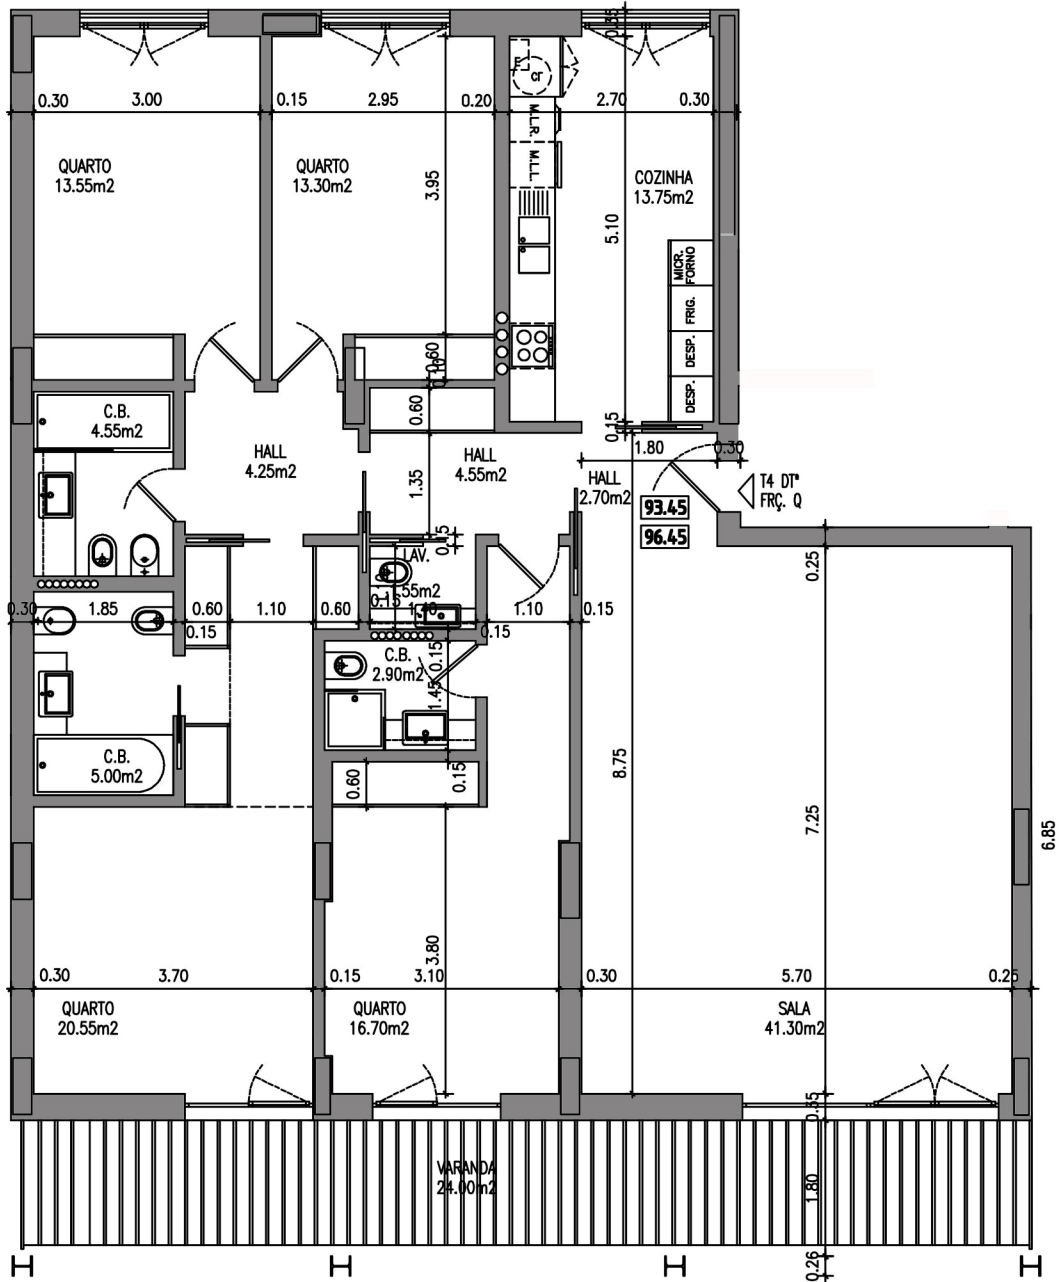 0.35
0.30
3.00
0.15
2.95
0.20
2.70
0.30
E
CT
M.L.R.
M.L.L.
QUARTO
13.55m2
QUARTO
13.30m2
COZINHA
13.75m2
3.95
5.10
MICR.
FORNO
FRIG.
DESP.
DESP.
0.60
0.60
0.15
C.B.
4.55m2
HALL
4.25m2
HALL
4.55m2
1.35
1.80
0.30
HALL
2.70m2
T4 DTº
FRÇ. Q
93.45
96.45
0.15
LAV.
0.25
0.30
1.85
0.60
1.10
0.60
0.15
1.40
1.10
0.15
0.15
0.15
C.B.
2.90m2
0.15
1.45
C.B.
5.00m2
0.60
0.15
8.75
7.25
6.85
3.80
0.30
3.70
0.15
3.10
0.30
5.70
0.25
QUARTO
20.55m2
QUARTO
16.70m2
SALA
41.30m2
0.35
VARANDA
24.00m2
1.80
0.26